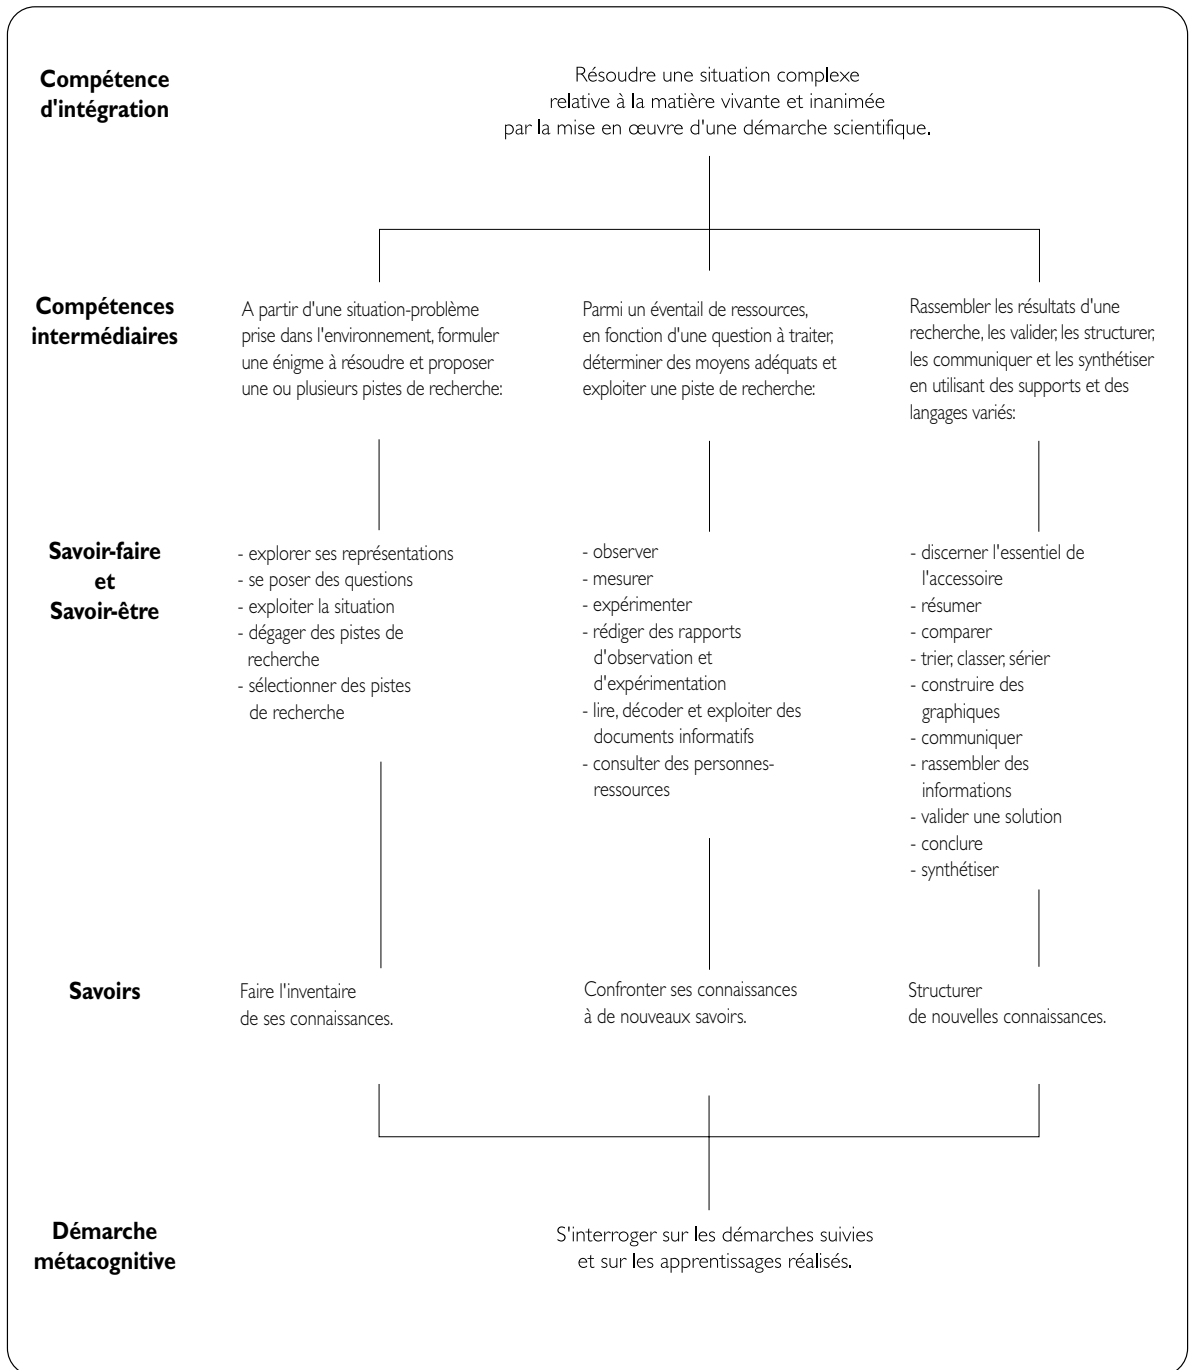 Compétence
d'intégration
Résoudre une situation complexe
relative à la matière vivante et inanimée
par la mise en œuvre d'une démarche scientifique.
Compétences
intermédiaires
A partir d'une situation-problème
prise dans l'environnement, formuler
une énigme à résoudre et proposer
une ou plusieurs pistes de recherche:
Parmi un éventail de ressources,
en fonction d'une question à traiter,
déterminer des moyens adéquats et
exploiter une piste de recherche:
Rassembler les résultats d'une
recherche, les valider, les structurer,
les communiquer et les synthétiser
en utilisant des supports et des
langages variés:
Savoir-faire
et
Savoir-être
- explorer ses représentations
- se poser des questions
- exploiter la situation
- dégager des pistes de
recherche
- sélectionner des pistes
de recherche
- observer
- mesurer
- expérimenter
- rédiger des rapports
d'observation et
d'expérimentation
- lire, décoder et exploiter des
documents informatifs
- consulter des personnes-
ressources
- discerner l'essentiel de
l'accessoire
- résumer
- comparer
- trier, classer, sérier
- construire des
graphiques
- communiquer
- rassembler des
informations
- valider une solution
- conclure
- synthétiser
Savoirs
Faire l'inventaire
de ses connaissances.
Confronter ses connaissances
à de nouveaux savoirs.
Structurer
de nouvelles connaissances.
Démarche
métacognitive
S'interroger sur les démarches suivies
et sur les apprentissages réalisés.